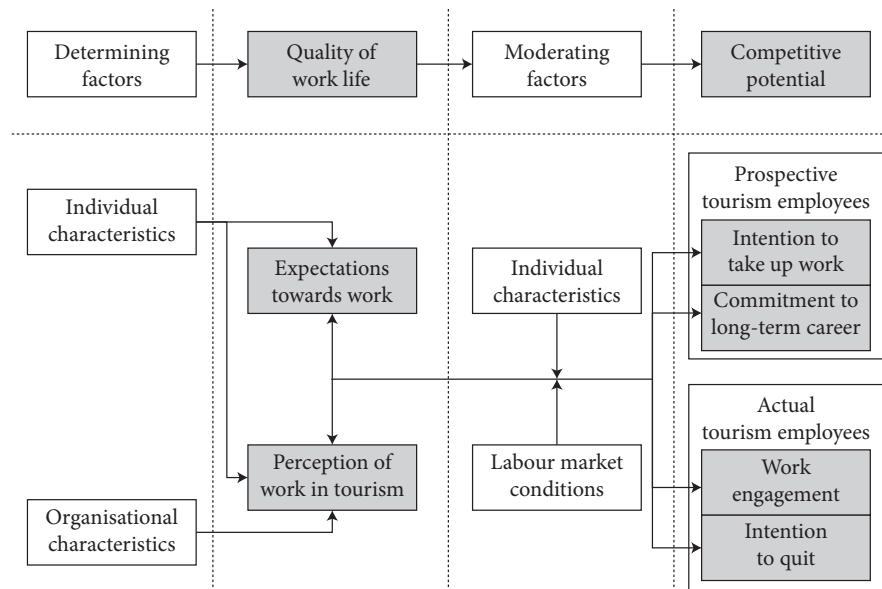 Determining
factors
Quality of
work life
Moderating
factors
Competitive
potential
Individual
characteristics
Organisational
characteristics
Expectations
towards work
Perception of
work in tourism
Individual
characteristics
Labour market
conditions
Prospective
tourism employees
Intention to
take up work
Commitment to
long-term career
Actual
tourism employees
Work
engagement
Intention
to quit